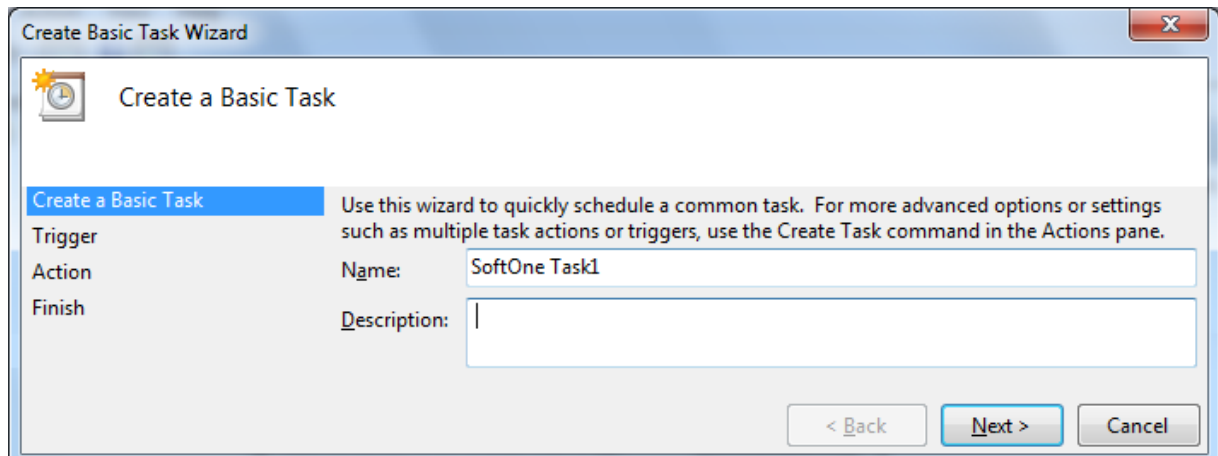 Create Basic Task Wizard
Create a Basic Task
Create a Basic Task
Trigger
Action
Finish
Use this wizard to quickly schedule a common task.  For more advanced options or settings
such as multiple task actions or triggers, use the Create Task command in the Actions pane.
Name: SoftOne Task1
Description:
< Back Next > Cancel